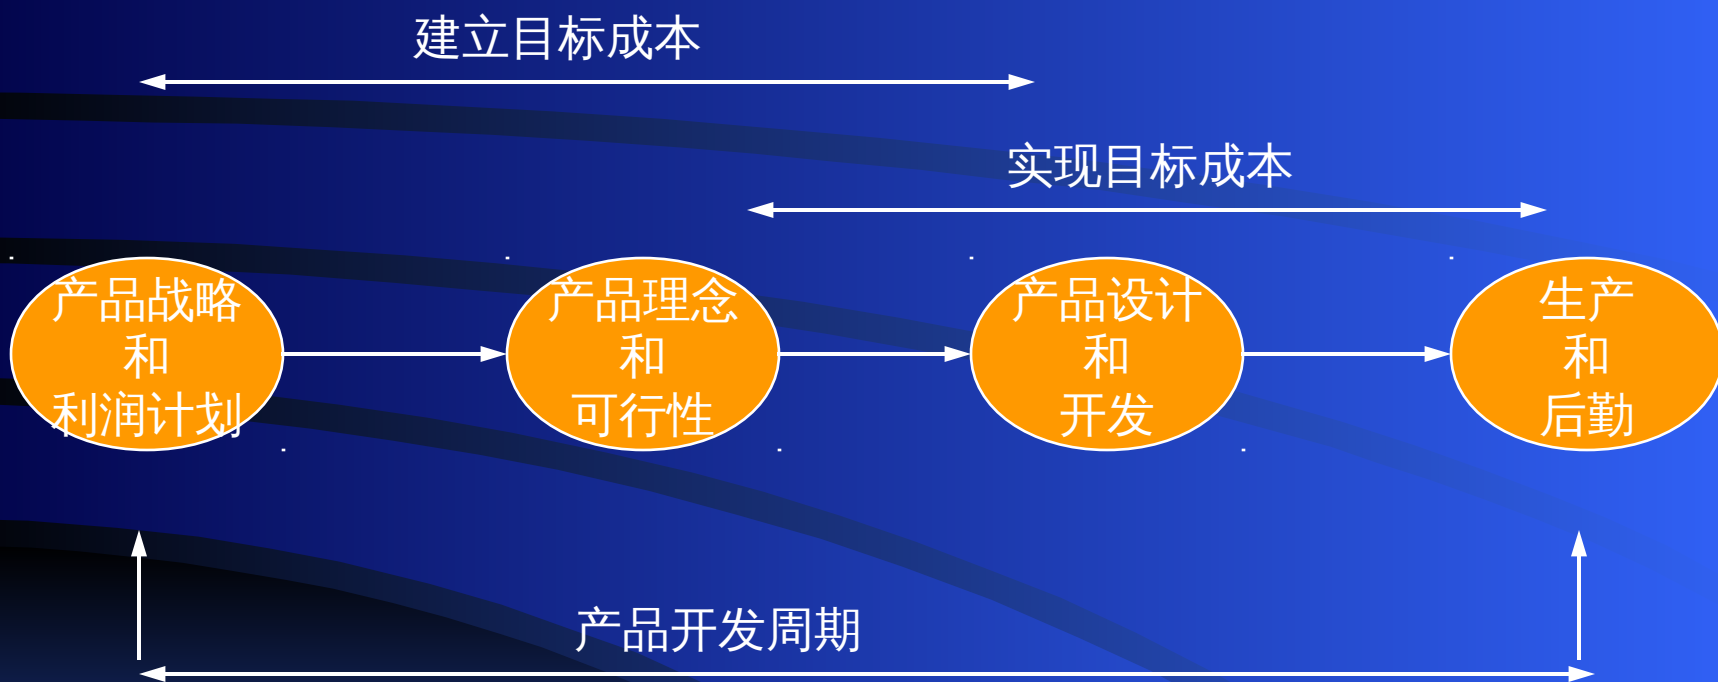 建立目标成本
实现目标成本
产品战略
和
利润计划
产品理念
和
可行性
产品设计
和
开发
生产
和
后勤
产品开发周期